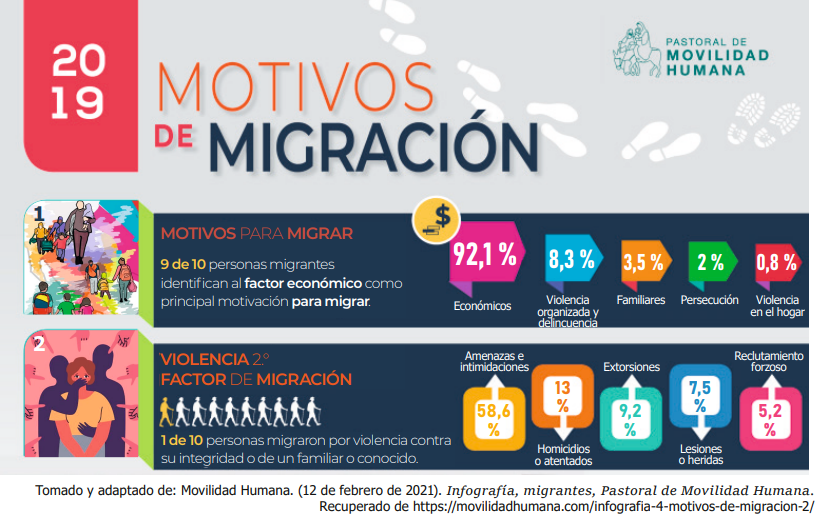 20
19
MOTIVOS
DE MIGRACIÓN
PASTORAL DE
MOVILIDAD
HUMANA
1
MOTIVOS PARA MIGRAR
9 de 10 personas migrantes
identifican al factor económico como
principal motivación para migrar.
$
92,1 %
Económicos
8,3 %
Violencia
organizada y
delincuencia
3,5 %
Familiares
2 %
Persecución
0,8 %
Violencia
en el hogar
2
VIOLENCIA 2.º
FACTOR DE MIGRACIÓN
1 de 10 personas migraron por violencia contra
su integridad o de un familiar o conocido.
Amenazas e
intimidaciones
58,6
%
13
%
Homicidios
o atentados
Extorsiones
9,2
%
7,5
%
Lesiones
o heridas
Reclutamiento
forzoso
5,2
%
Tomado y adaptado de: Movilidad Humana. (12 de febrero de 2021). Infografía, migrantes, Pastoral de Movilidad Humana.
Recuperado de https://movilidadhumana.com/infografia-4-motivos-de-migracion-2/